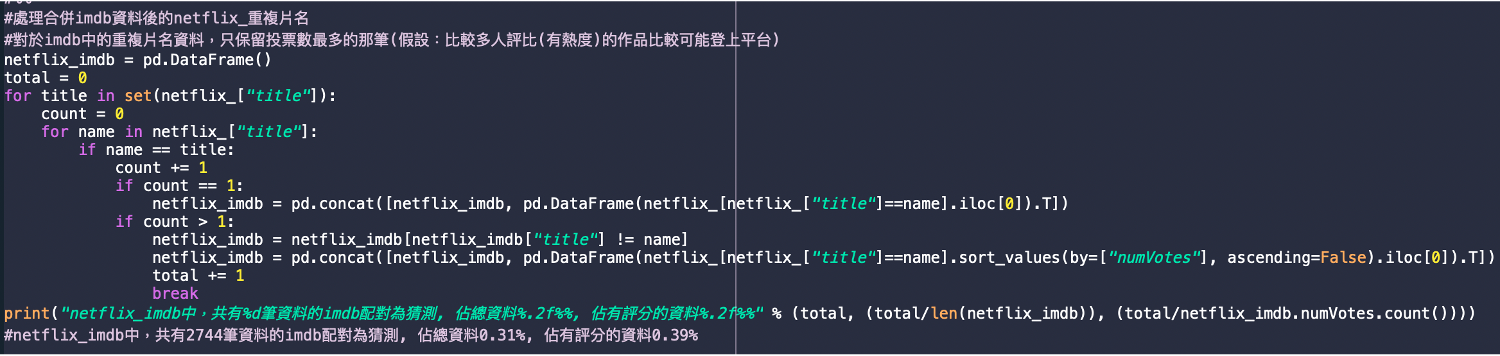 #處理合併imdb資料後的netflix_重複片名
#對於imdb中的重複片名資料，只保留投票數最多的那筆(假設：比較多人評比(有熱度)的作品比較可能登上平台)
netflix_imdb = pd.DataFrame()
total = 0
for title in set(netflix_["title"]):
    count = 0
    for name in netflix_["title"]:
        if name == title:
            count += 1
            if count == 1:
                netflix_imdb = pd.concat([netflix_imdb, pd.DataFrame(netflix_[netflix_["title"]==name].iloc[0]).T])
            if count > 1:
                netflix_imdb = netflix_imdb[netflix_imdb["title"] != name]
                netflix_imdb = pd.concat([netflix_imdb, pd.DataFrame(netflix_[netflix_["title"]==name].sort_values(by=["numVotes"], ascending=False).iloc[0]).T])
                total += 1
                break
print("netflix_imdb中，共有%d筆資料的imdb配對為猜測, 佔總資料%.2f%%, 佔有評分的資料%.2f%%" % (total, (total/len(netflix_imdb)), (total/netflix_imdb.numVotes.count())))
#netflix_imdb中，共有2744筆資料的imdb配對為猜測, 佔總資料0.31%, 佔有評分的資料0.39%